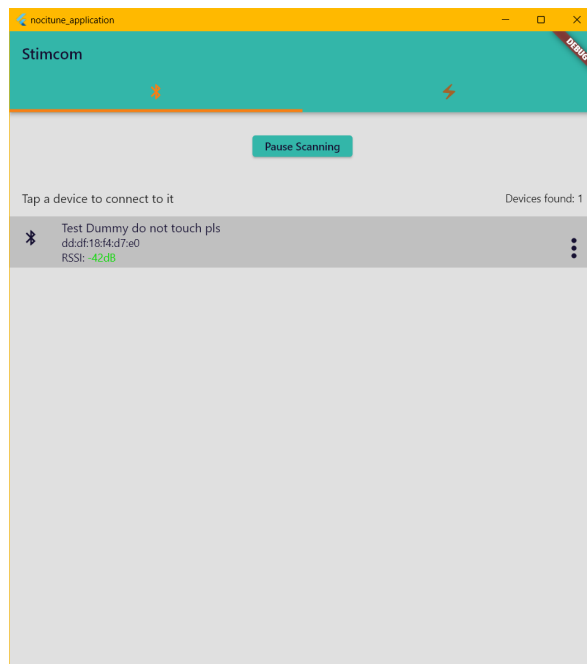 nocitune_application
Stimcom
DEBUG
Pause Scanning
Tap a device to connect to it
Devices found: 1
Test Dummy do not touch pls
dd:df:18:f4:d7:e0
RSSI: -42dB